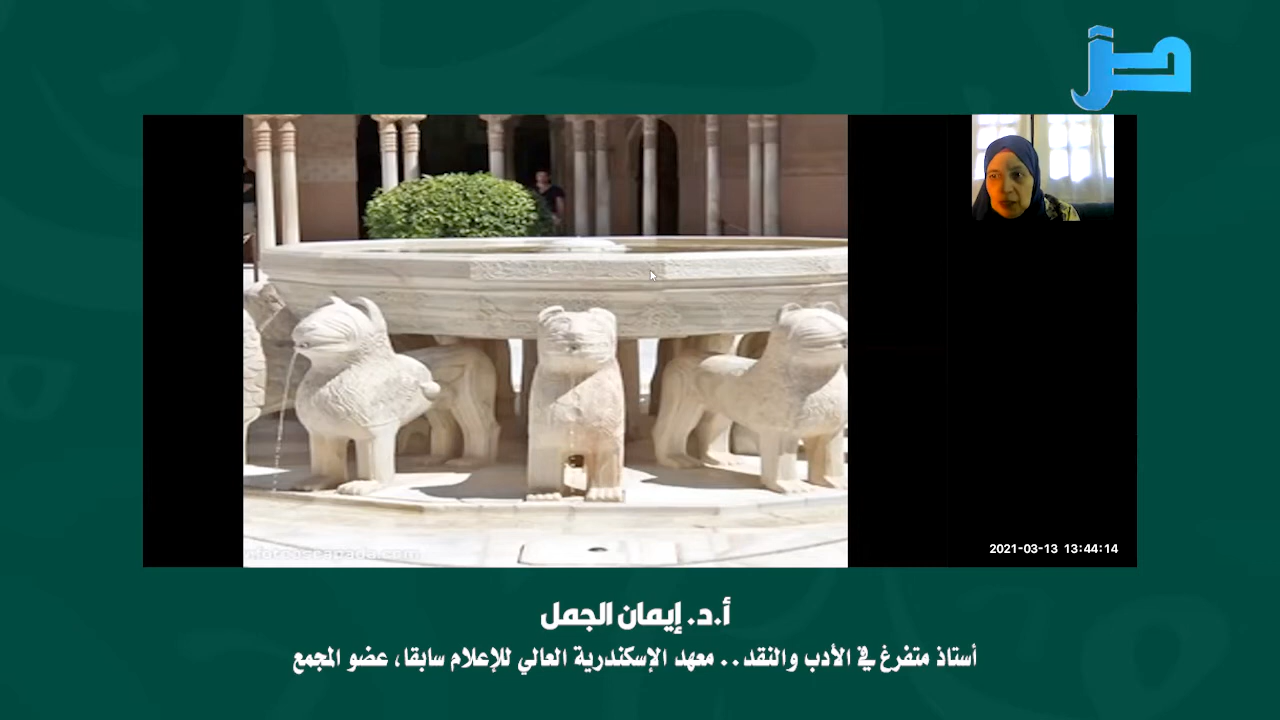 2021-03-13 13:44:14
أ.د. إيمان الجمل
أستاذ متفرغ في الأدب والنقد.. معهد الإسكندرية العالي للإعلام سابقا، عضو المجمع